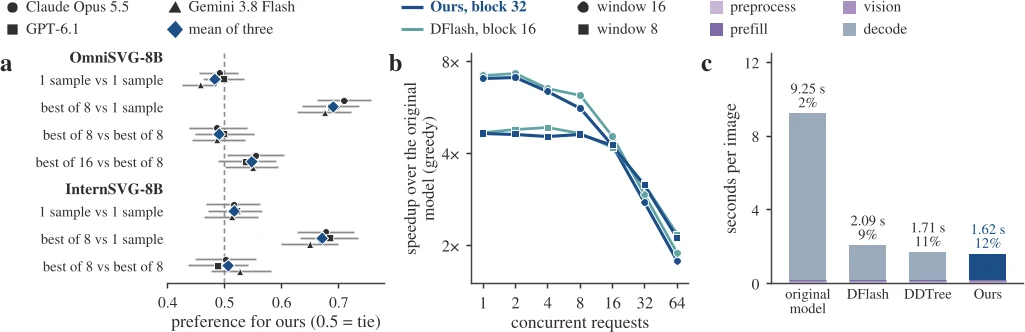 Claude Opus 5.5
Gemini 3.8 Flash
GPT-6.1
mean of three
Ours, block 32
window 16
DFlash, block 16
window 8
preprocess
vision
prefill
decode
a
OmniSVG-8B
1 sample vs 1 sample
best of 8 vs 1 sample
best of 8 vs best of 8
best of 16 vs best of 8
InternSVG-8B
1 sample vs 1 sample
best of 8 vs 1 sample
best of 8 vs best of 8
0.4 0.5 0.6 0.7
preference for ours (0.5 = tie)
b
speedup over the original
model (greedy)
8×
4×
2×
1 2 4 8 16 32 64
concurrent requests
c
seconds per image
12
8
4
0
9.25 s
2%
2.09 s
9%
1.71 s
11%
1.62 s
12%
original
model
DFlash
DDTree
Ours